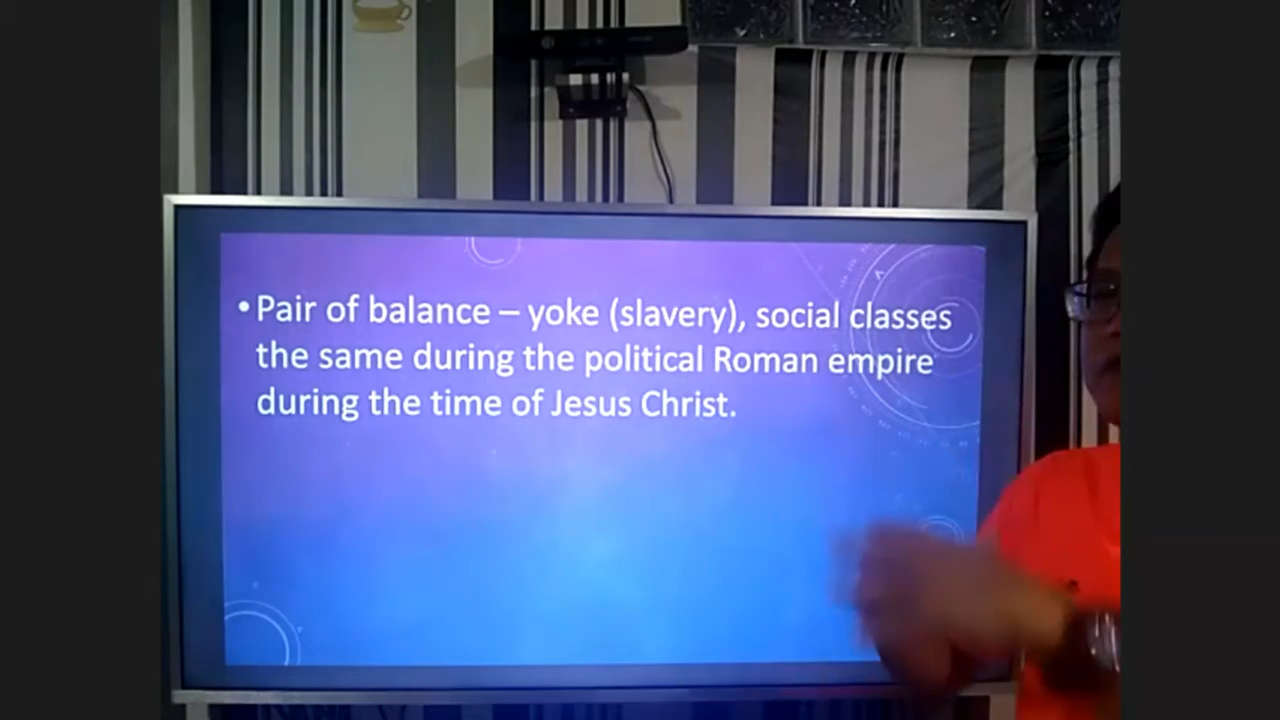 • Pair of balance – yoke (slavery), social classes
the same during the political Roman empire
during the time of Jesus Christ.